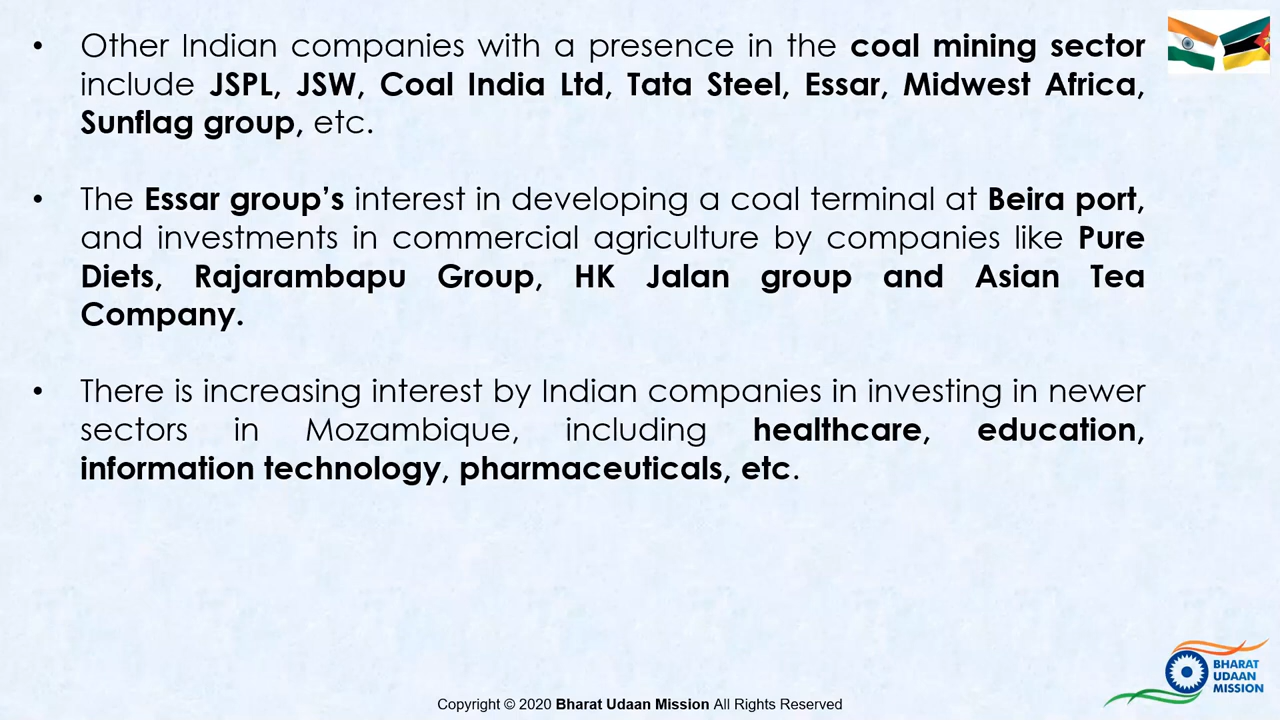 • Other Indian companies with a presence in the coal mining sector
include JSPL, JSW, Coal India Ltd, Tata Steel, Essar, Midwest Africa,
Sunflag group, etc.
• The Essar group’s interest in developing a coal terminal at Beira port,
and investments in commercial agriculture by companies like Pure
Diets, Rajarambapu Group, HK Jalan group and Asian Tea
Company.
• There is increasing interest by Indian companies in investing in newer
sectors in Mozambique, including healthcare, education,
information technology, pharmaceuticals, etc.
BHARAT
UDAAN
MISSION
Copyright © 2020 Bharat Udaan Mission All Rights Reserved